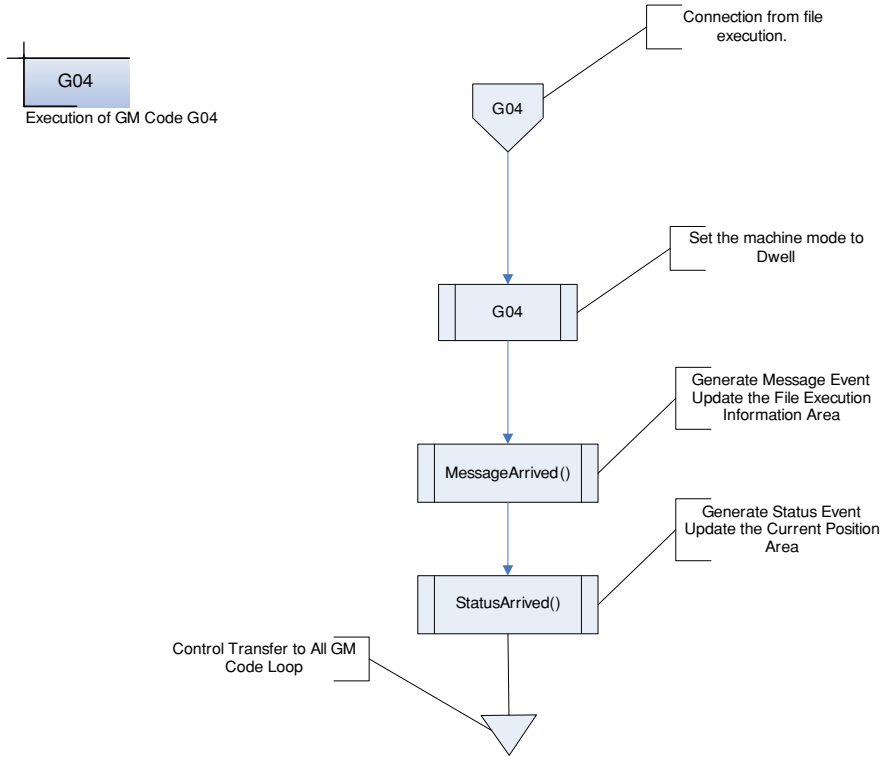 G04
Execution of GM Code G04
Connection from file
execution.
G04
Set the machine mode to
Dwell
G04
Generate Message Event
Update the File Execution
Information Area
MessageArrived()
Generate Status Event
Update the Current Position
Area
StatusArrived()
Control Transfer to All GM
Code Loop